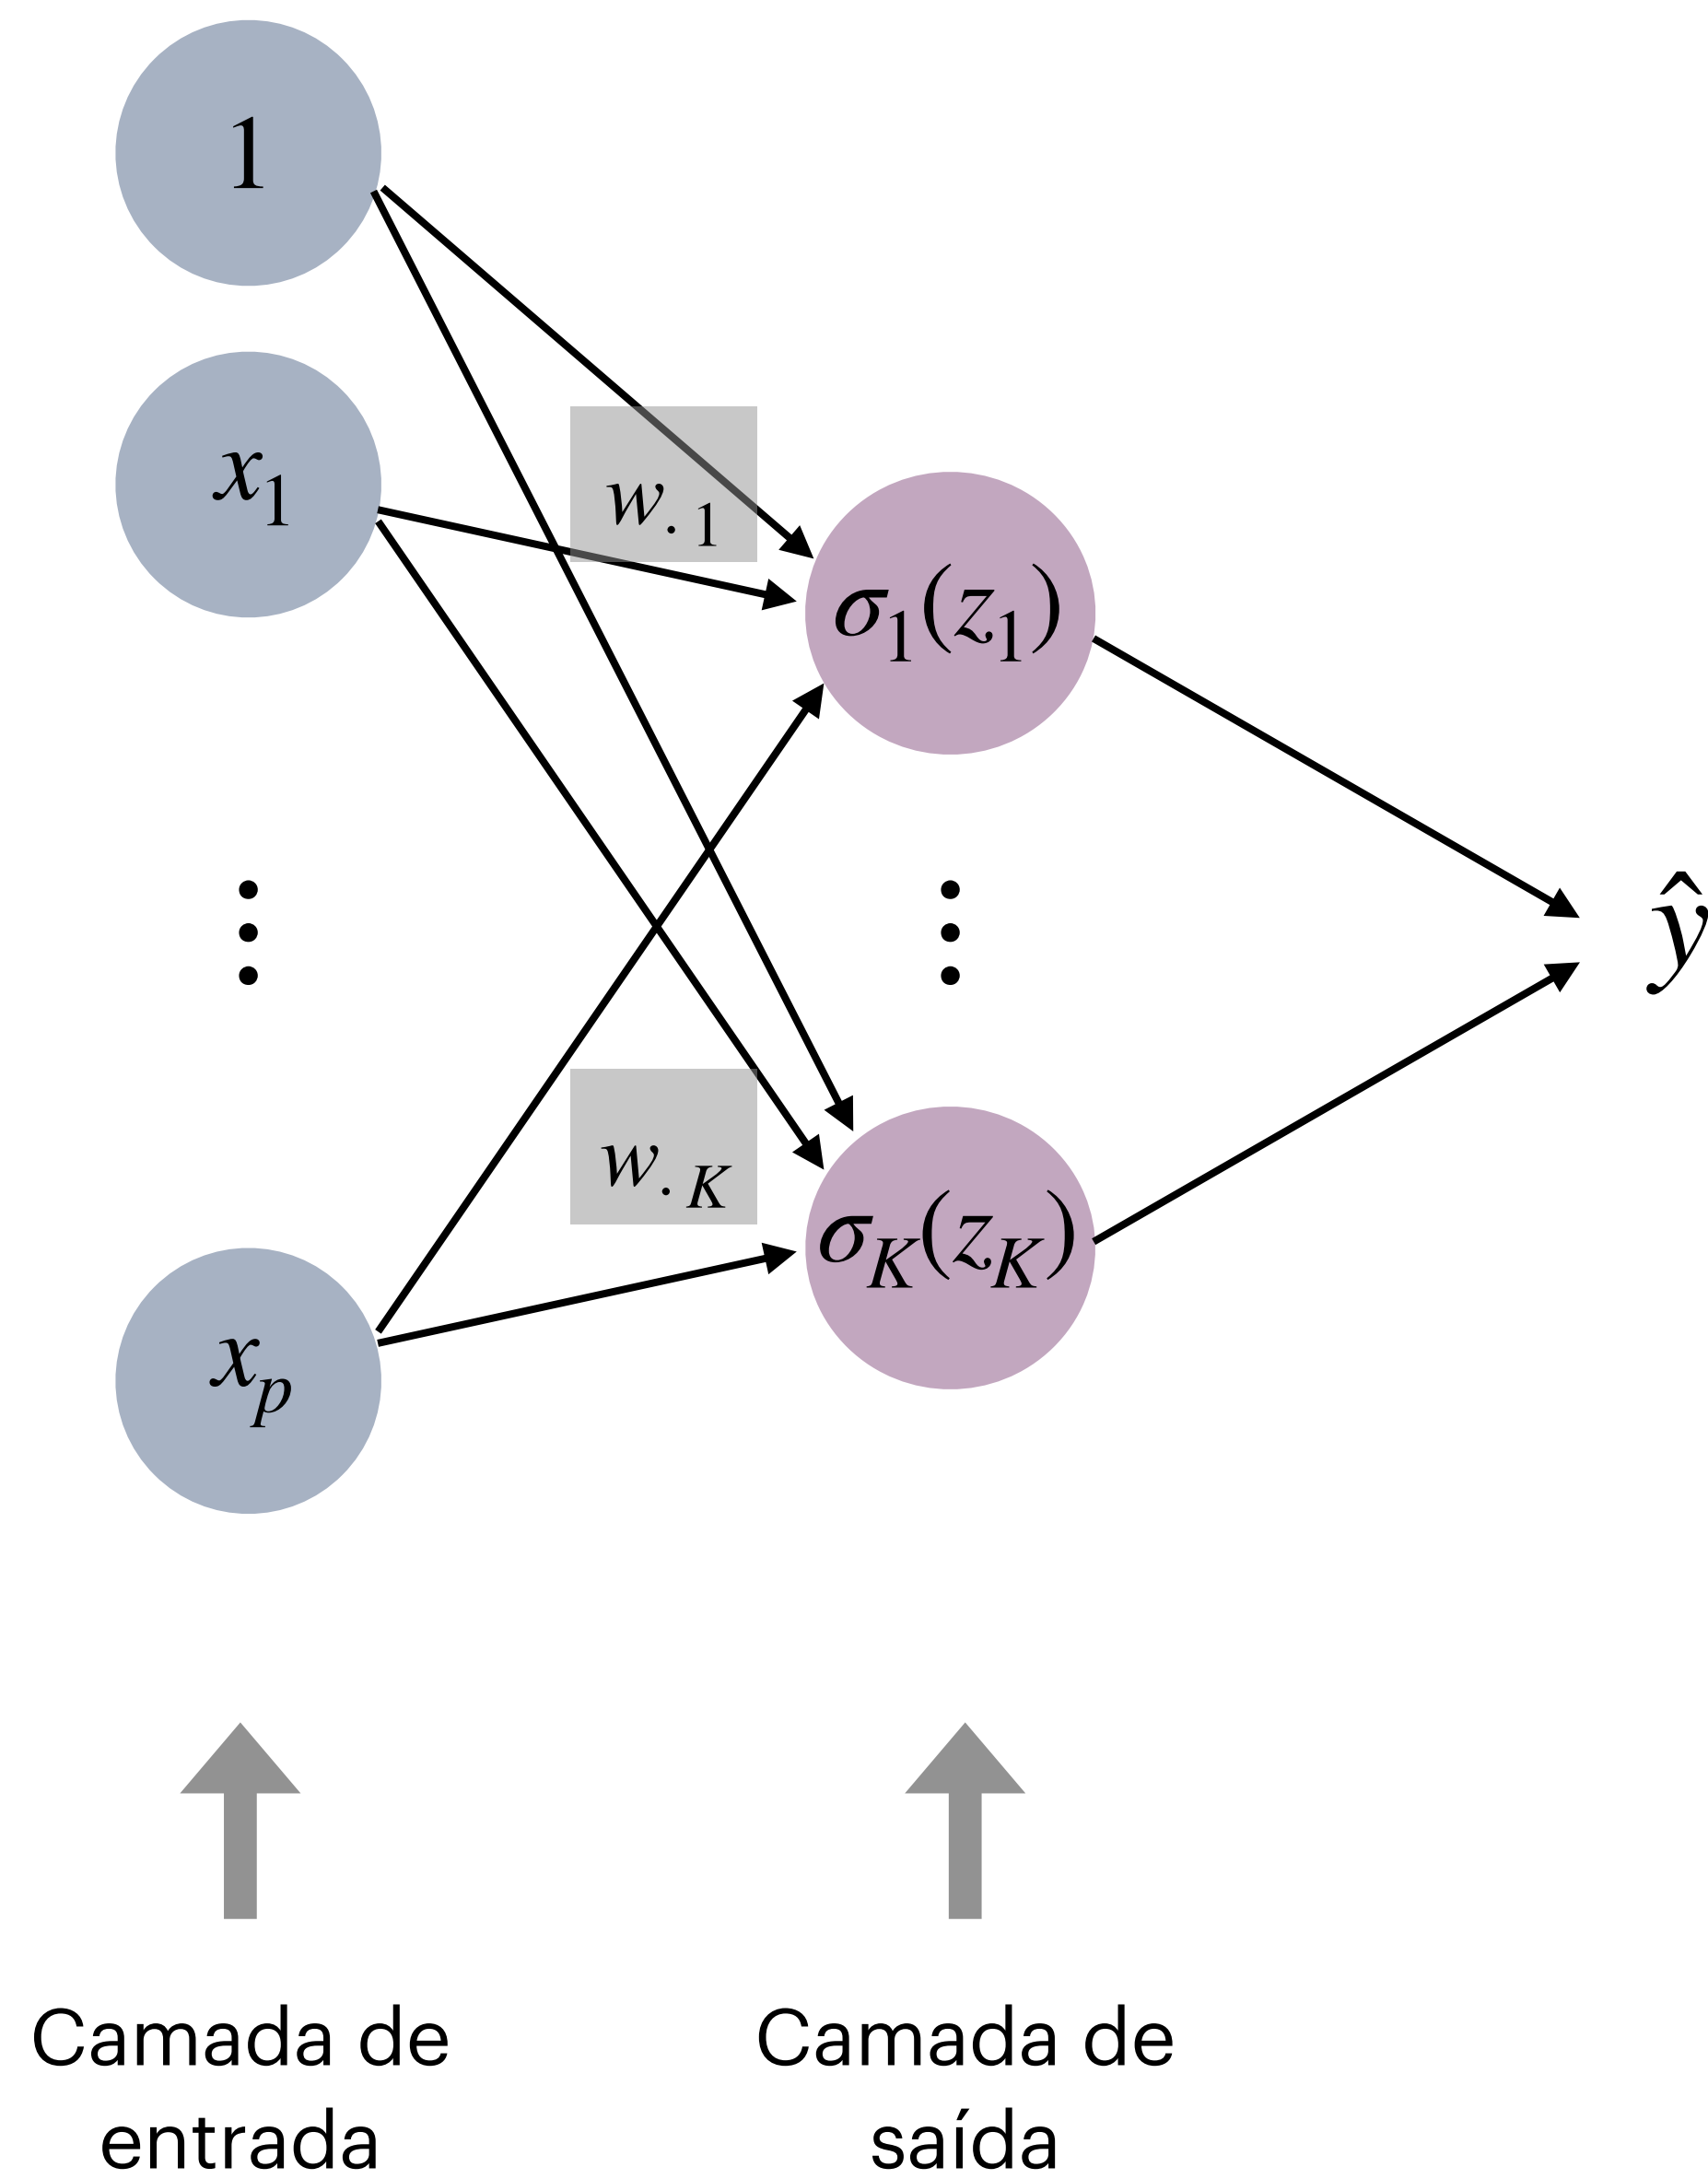 1
x₁
w.₁
σ₁(z₁)
ŷ
w.K
σK(zK)
xₚ
Camada de
entrada
Camada de
saída